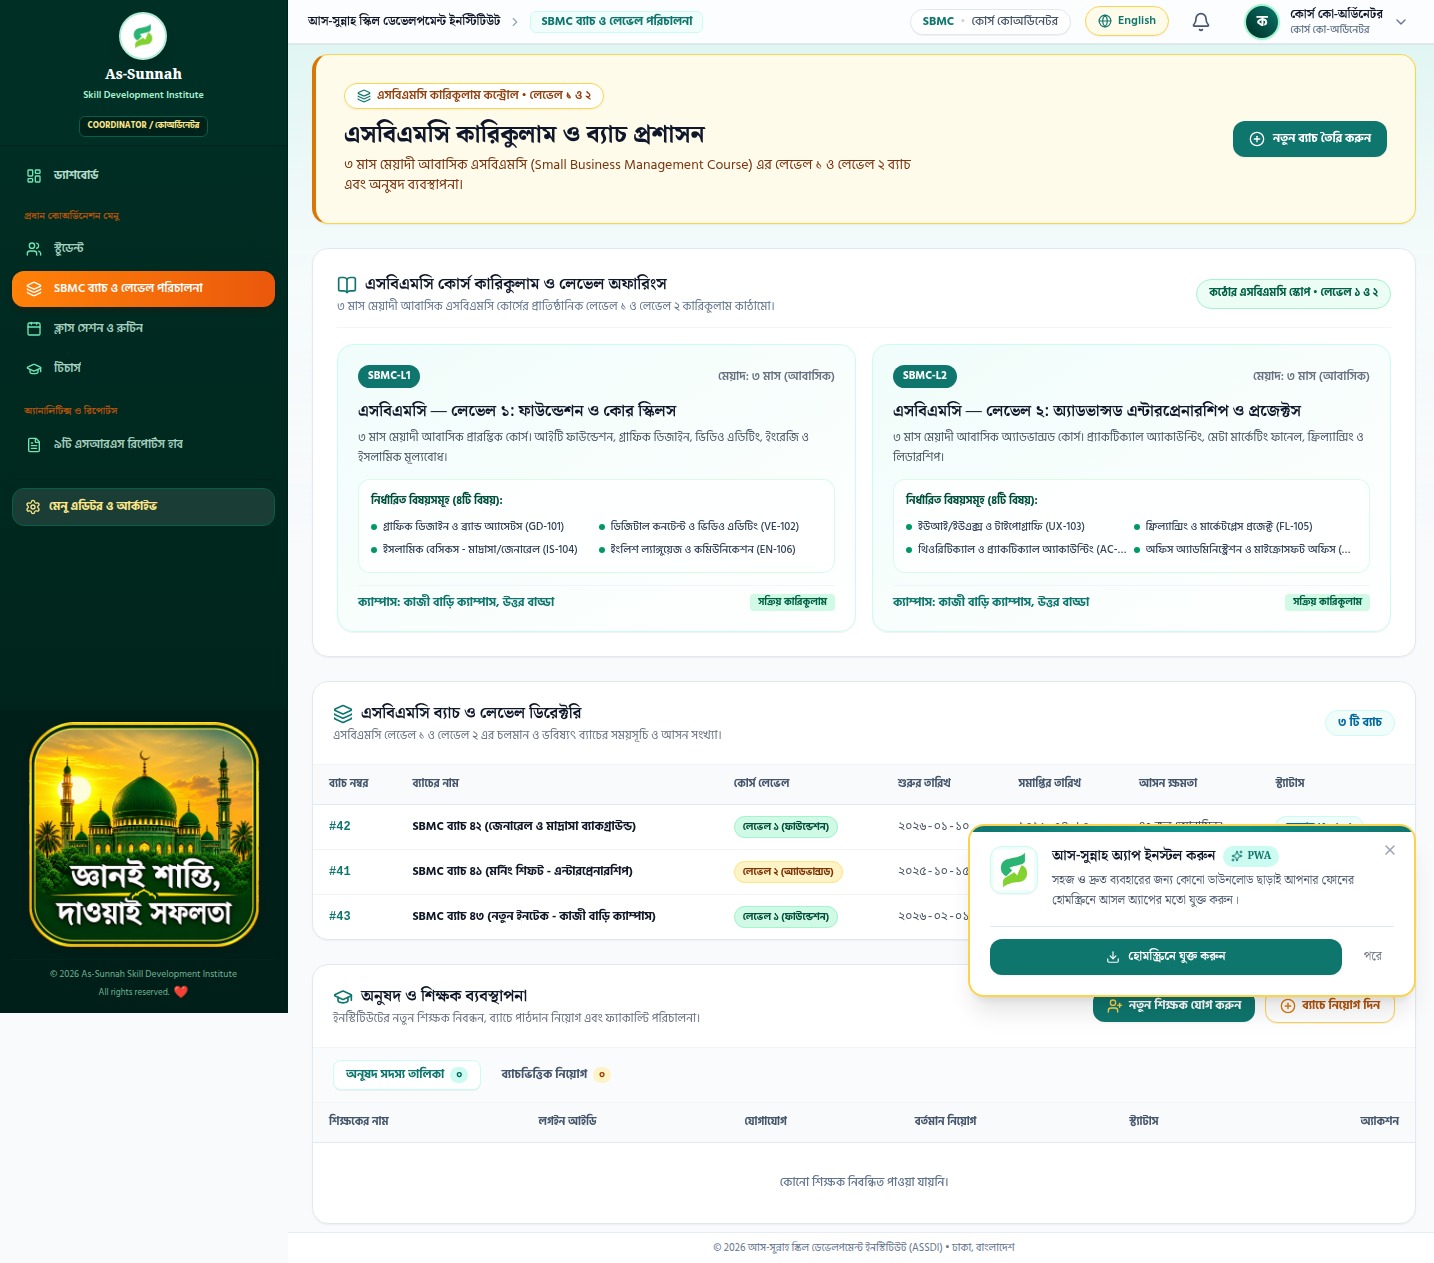 As-Sunnah
Skill Development Institute
COORDINATOR / কোঅর্ডিনেটর
ড্যাশবোর্ড
প্রধান কোঅর্ডিনেশন মেনু
স্টুডেন্ট
SBMC ব্যাচ ও লেভেল পরিচালনা
ক্লাস সেশন ও রুটিন
টিচার্স
অ্যানালিটিক্স ও রিপোর্টস
৯টি এসআরএস রিপোর্টস হাব
মেনু এডিটর ও আর্কাইভ
জ্ঞানই শান্তি,
দাওয়াই সফলতা
© 2026 As-Sunnah Skill Development Institute
All rights reserved. ❤️
আস-সুন্নাহ স্কিল ডেভেলপমেন্ট ইনস্টিটিউট
SBMC ব্যাচ ও লেভেল পরিচালনা
SBMC • কোর্স কোঅর্ডিনেটর
English
ক
কোর্স কো-অর্ডিনেটর
কোর্স কো-অর্ডিনেটর
এসবিএমসি কারিকুলাম কন্ট্রোল • লেভেল ১ ও ২
এসবিএমসি কারিকুলাম ও ব্যাচ প্রশাসন
৩ মাস মেয়াদী আবাসিক এসবিএমসি (Small Business Management Course) এর লেভেল ১ ও লেভেল ২ ব্যাচ
এবং অনুষদ ব্যবস্থাপনা।
নতুন ব্যাচ তৈরি করুন
এসবিএমসি কোর্স কারিকুলাম ও লেভেল অফারিংস
৩ মাস মেয়াদী আবাসিক এসবিএমসি কোর্সের প্রাতিষ্ঠানিক লেভেল ১ ও লেভেল ২ কারিকুলাম কাঠামো।
কঠোর এসবিএমসি স্কোপ • লেভেল ১ ও ২
SBMC-L1
মেয়াদ: ৩ মাস (আবাসিক)
এসবিএমসি — লেভেল ১: ফাউন্ডেশন ও কোর স্কিলস
৩ মাস মেয়াদী আবাসিক প্রারম্ভিক কোর্স। আইটি ফাউন্ডেশন, গ্রাফিক ডিজাইন, ভিডিও এডিটিং, ইংরেজি ও
ইসলামিক মূল্যবোধ।
নির্ধারিত বিষয়সমূহ (৪টি বিষয়):
গ্রাফিক ডিজাইন ও ব্র্যান্ড অ্যাসেটস (GD-101)
ডিজিটাল কনটেন্ট ও ভিডিও এডিটিং (VE-102)
ইসলামিক বেসিকস - মাদ্রাসা/জেনারেল (IS-104)
ইংলিশ ল্যাঙ্গুয়েজ ও কমিউনিকেশন (EN-106)
ক্যাম্পাস: কাজী বাড়ি ক্যাম্পাস, উত্তর বাড্ডা
সক্রিয় কারিকুলাম
SBMC-L2
মেয়াদ: ৩ মাস (আবাসিক)
এসবিএমসি — লেভেল ২: অ্যাডভান্সড এন্টারপ্রেনারশিপ ও প্রজেক্টস
৩ মাস মেয়াদী আবাসিক অ্যাডভান্সড কোর্স। প্র্যাকটিক্যাল অ্যাকাউন্টিং, মেটা মার্কেটিং ফানেল, ফ্রিল্যান্সিং ও
লিডারশিপ।
নির্ধারিত বিষয়সমূহ (৪টি বিষয়):
ইউআই/ইউএক্স ও টাইপোগ্রাফি (UX-103)
ফ্রিল্যান্সিং ও মার্কেটপ্লেস প্রজেক্ট (FL-105)
থিওরিটিক্যাল ও প্র্যাকটিক্যাল অ্যাকাউন্টিং (AC-...
অফিস অ্যাডমিনিস্ট্রেশন ও মাইক্রোসফট অফিস (...
ক্যাম্পাস: কাজী বাড়ি ক্যাম্পাস, উত্তর বাড্ডা
সক্রিয় কারিকুলাম
এসবিএমসি ব্যাচ ও লেভেল ডিরেক্টরি
এসবিএমসি লেভেল ১ ও লেভেল ২ এর চলমান ও ভবিষ্যৎ ব্যাচের সময়সূচি ও আসন সংখ্যা।
৩ টি ব্যাচ
ব্যাচ নম্বর ব্যাচের নাম কোর্স লেভেল শুরুর তারিখ সমাপ্তির তারিখ আসন ক্ষমতা স্ট্যাটাস
#42 SBMC ব্যাচ ৪২ (জেনারেল ও মাদ্রাসা ব্যাকগ্রাউন্ড) লেভেল ১ (ফাউন্ডেশন) ২০২৬-০১-১০
#41 SBMC ব্যাচ ৪১ (মর্নিং শিফট - এন্টারপ্রেনারশিপ) লেভেল ২ (অ্যাডভান্সড) ২০২৫-১০-১৫
#43 SBMC ব্যাচ ৪৩ (নতুন ইনটেক - কাজী বাড়ি ক্যাম্পাস) লেভেল ১ (ফাউন্ডেশন) ২০২৬-০২-০১
আস-সুন্নাহ অ্যাপ ইনস্টল করুন PWA
সহজ ও দ্রুত ব্যবহারের জন্য কোনো ডাউনলোড ছাড়াই আপনার ফোনের
হোমস্ক্রিনে আসল অ্যাপের মতো যুক্ত করুন।
হোমস্ক্রিনে যুক্ত করুন
পরে
অনুষদ ও শিক্ষক ব্যবস্থাপনা
ইনস্টিটিউটের নতুন শিক্ষক নিবন্ধন, ব্যাচে পাঠদান নিয়োগ এবং ফ্যাকাল্টি পরিচালনা।
নতুন শিক্ষক যোগ করুন
ব্যাচে নিয়োগ দিন
অনুষদ সদস্য তালিকা ০
ব্যাচভিত্তিক নিয়োগ ০
শিক্ষকের নাম লগইন আইডি যোগাযোগ বর্তমান নিয়োগ স্ট্যাটাস অ্যাকশন
কোনো শিক্ষক নিবন্ধিত পাওয়া যায়নি।
© 2026 আস-সুন্নাহ স্কিল ডেভেলপমেন্ট ইনস্টিটিউট (ASSDI) • ঢাকা, বাংলাদেশ